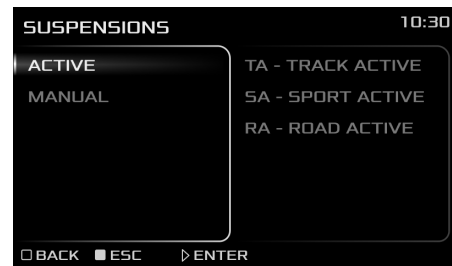 SUSPENSIONS 10:30
ACTIVE
MANUAL
TA - TRACK ACTIVE
SA - SPORT ACTIVE
RA - ROAD ACTIVE
BACK ESC ENTER